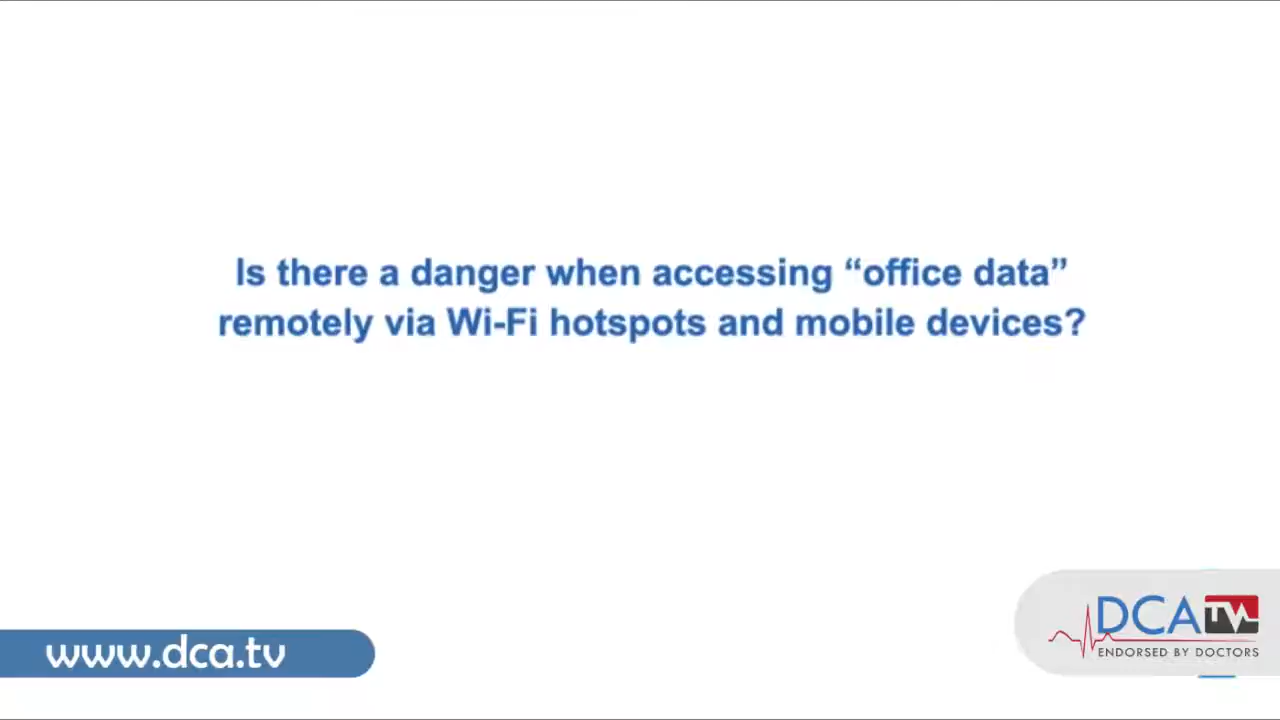 Is there a danger when accessing “office data”
remotely via Wi-Fi hotspots and mobile devices?
www.dca.tv
DCA TV
ENDORSED BY DOCTORS